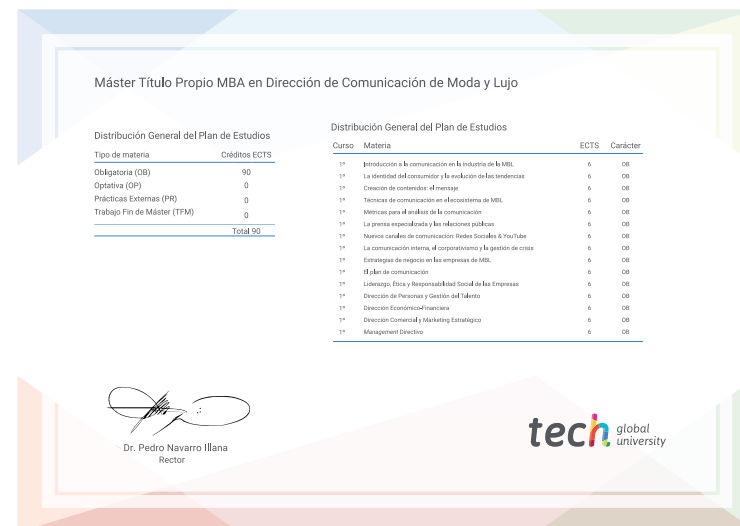 Máster Título Propio MBA en Dirección de Comunicación de Moda y Lujo
Distribución General del Plan de Estudios
Tipo de materia Créditos ECTS
Obligatoria (OB) 90
Optativa (OP) 0
Prácticas Externas (PR) 0
Trabajo Fin de Máster (TFM) 0
Total 90
Distribución General del Plan de Estudios
Curso Materia ECTS Carácter
1º Introducción a la comunicación en la industria de la MBL 6 OB
1º La identidad del consumidor y la evolución de las tendencias 6 OB
1º Creación de contenidos: el mensaje 6 OB
1º Técnicas de comunicación en el ecosistema de MBL 6 OB
1º Métricas para el análisis de la comunicación 6 OB
1º La prensa especializada y las relaciones públicas 6 OB
1º Nuevos canales de comunicación: Redes Sociales & YouTube 6 OB
1º La comunicación interna, el corporativismo y la gestión de crisis 6 OB
1º Estrategias de negocio en las empresas de MBL 6 OB
1º El plan de comunicación 6 OB
1º Liderazgo, Ética y Responsabilidad Social de las Empresas 6 OB
1º Dirección de Personas y Gestión del Talento 6 OB
1º Dirección Económico-Financiera 6 OB
1º Dirección Comercial y Marketing Estratégico 6 OB
1º Management Directivo 6 OB
Dr. Pedro Navarro Illana
Rector
tech global
university